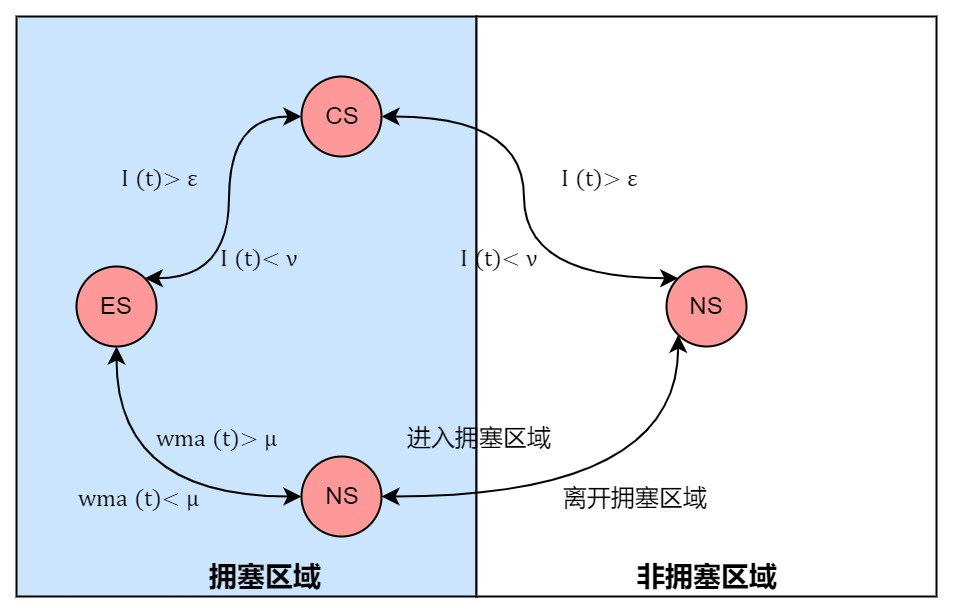 CS
I (t)> ε
I (t)> ε
I (t)< ν
I (t)< ν
ES
NS
wma (t)> μ
进入拥塞区域
wma (t)< μ
NS
离开拥塞区域
拥塞区域
非拥塞区域